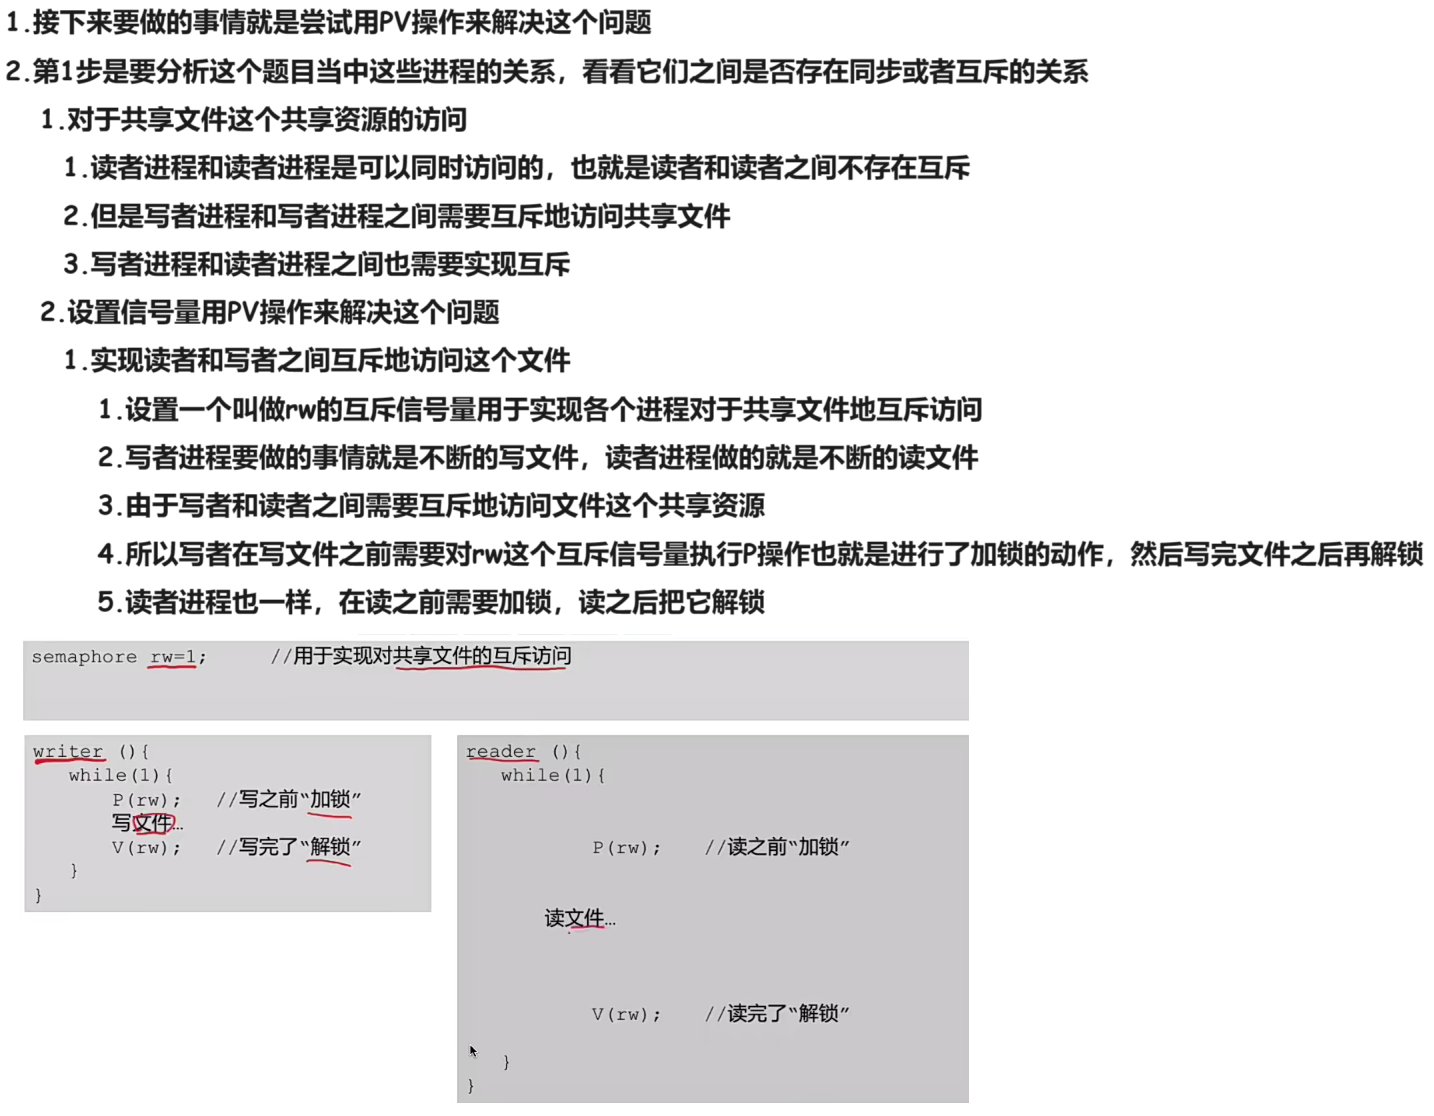 1.接下来要做的事情就是尝试用PV操作来解决这个问题
2.第1步是要分析这个题目当中这些进程的关系，看看它们之间是否存在同步或者互斥的关系
1.对于共享文件这个共享资源的访问
1.读者进程和读者进程是可以同时访问的，也就是读者和读者之间不存在互斥
2.但是写者进程和写者进程之间需要互斥地访问共享文件
3.写者进程和读者进程之间也需要实现互斥
2.设置信号量用PV操作来解决这个问题
1.实现读者和写者之间互斥地访问这个文件
1.设置一个叫做rw的互斥信号量用于实现各个进程对于共享文件地互斥访问
2.写者进程要做的事情就是不断的写文件，读者进程做的就是不断的读文件
3.由于写者和读者之间需要互斥地访问文件这个共享资源
4.所以写者在写文件之前需要对rw这个互斥信号量执行P操作也就是进行了加锁的动作，然后写完文件之后再解锁
5.读者进程也一样，在读之前需要加锁，读之后把它解锁
semaphore rw=1; //用于实现对共享文件的互斥访问
writer (){
while(1){
P(rw); //写之前“加锁”
写文件…
V(rw); //写完了“解锁”
}
}
reader (){
while(1){
P(rw); //读之前“加锁”
读文件…
V(rw); //读完了“解锁”
}
}